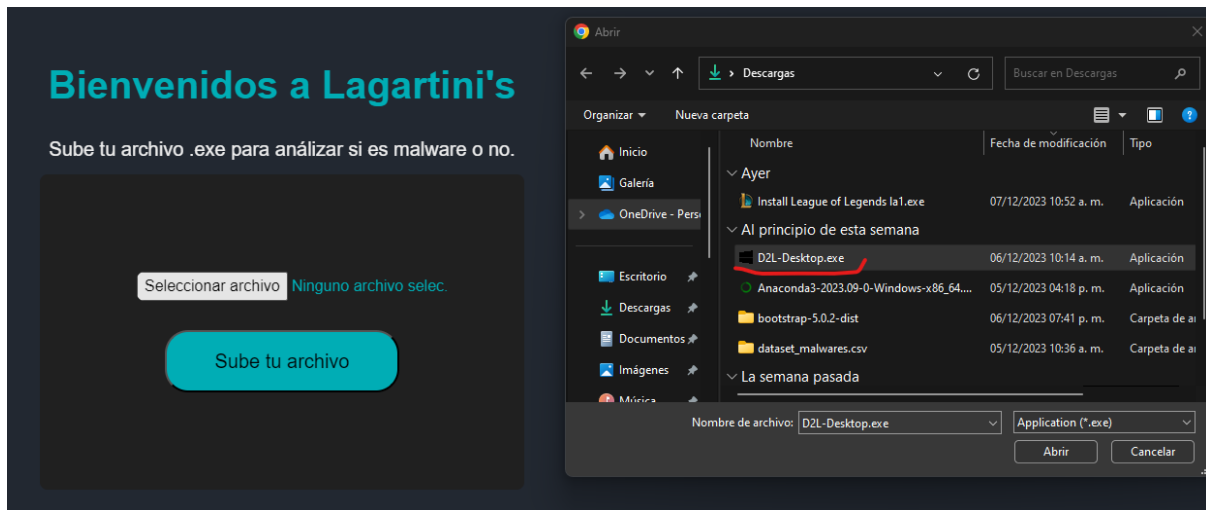 Bienvenidos a Lagartini's
Sube tu archivo .exe para análizar si es malware o no.
Seleccionar archivo Ninguno archivo selec.
Sube tu archivo
Abrir
Descargas
Buscar en Descargas
Organizar Nueva carpeta
Inicio
Galería
OneDrive - Pers
Escritorio
Descargas
Documentos
Imágenes
Música
Nombre Fecha de modificación Tipo
Ayer
Install League of Legends la1.exe 07/12/2023 10:52 a. m. Aplicación
Al principio de esta semana
D2L-Desktop.exe 06/12/2023 10:14 a. m. Aplicación
Anaconda3-2023.09-0-Windows-x86_64.... 05/12/2023 04:18 p. m. Aplicación
bootstrap-5.0.2-dist 06/12/2023 07:41 p. m. Carpeta de ar
dataset_malwares.csv 05/12/2023 10:36 a. m. Carpeta de ar
La semana pasada
Nombre de archivo: D2L-Desktop.exe Application (*.exe)
Abrir Cancelar